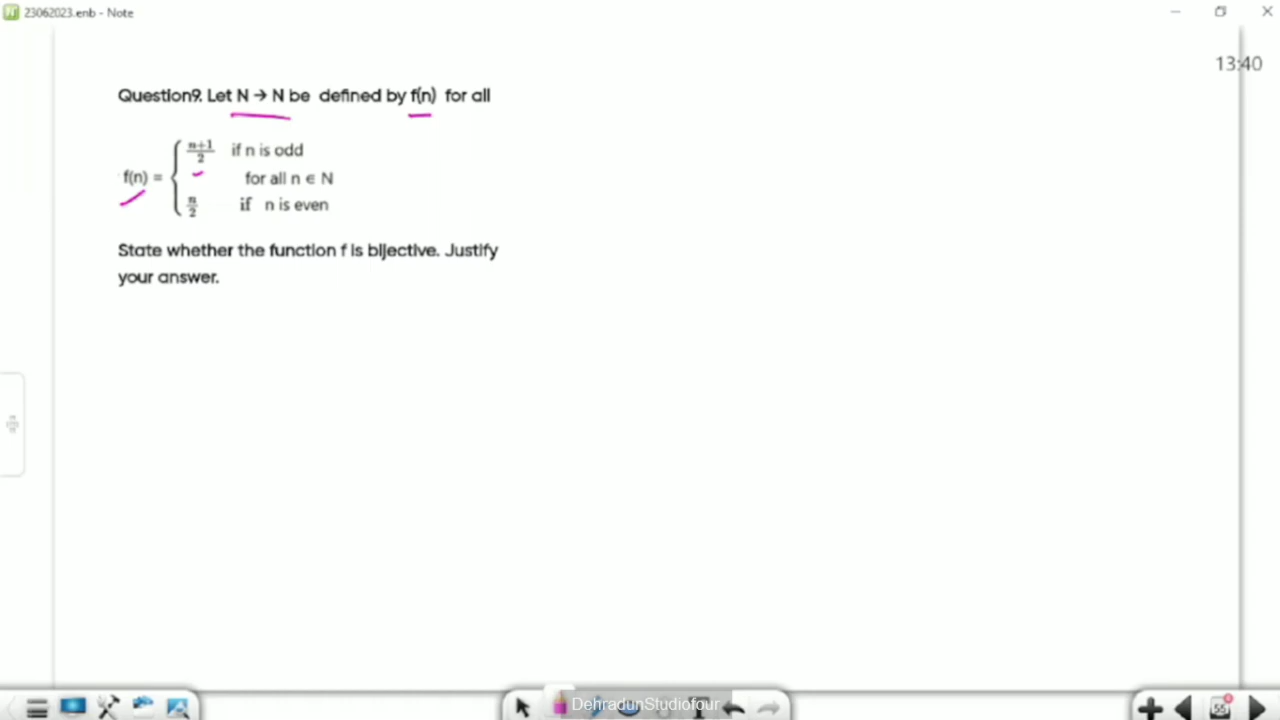 23062023.enb - Note
13:40
Question9. Let N → N be defined by f(n) for all
f(n) = { n+1/2 if n is odd
for all n ∈ N
n/2 if n is even
State whether the function f is bijective. Justify
your answer.
DehradunStudiofour
55